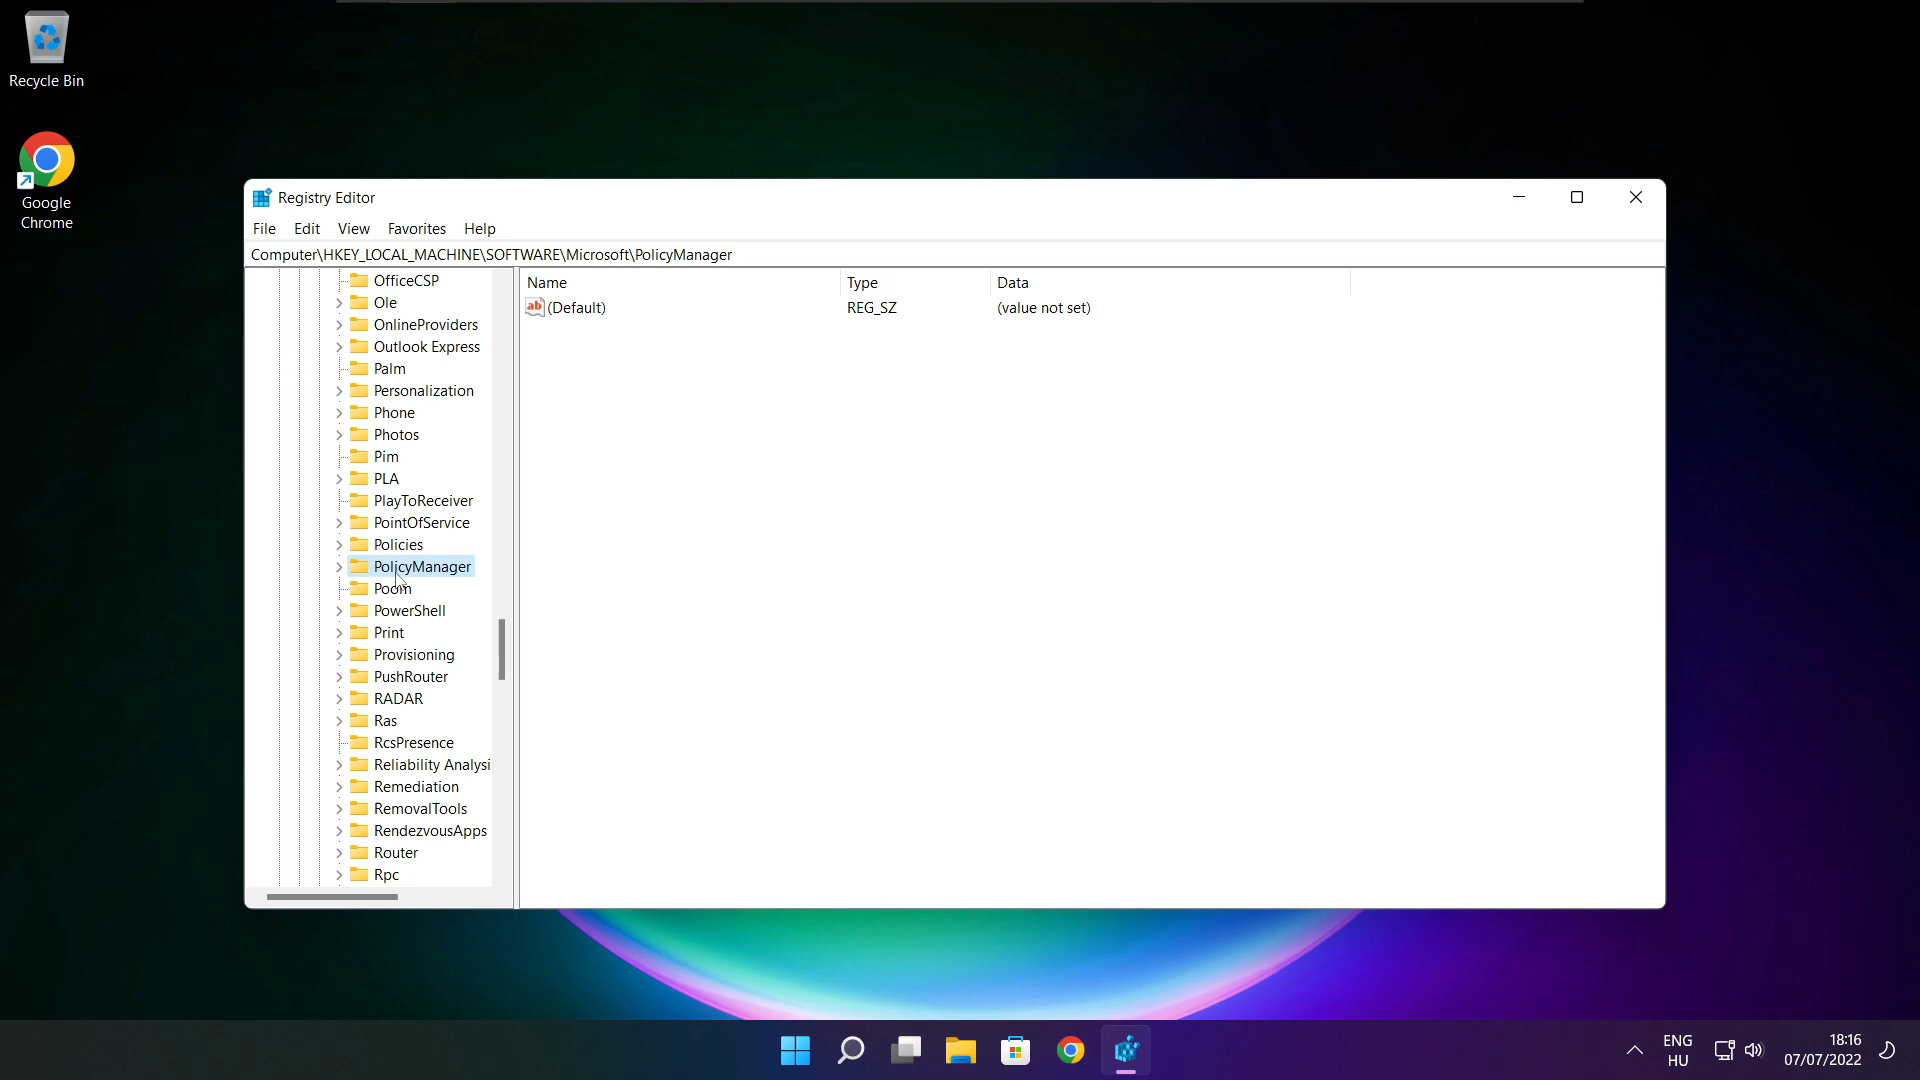 Recycle Bin
Google
Chrome
Registry Editor
File Edit View Favorites Help
Computer\HKEY_LOCAL_MACHINE\SOFTWARE\Microsoft\PolicyManager
OfficeCSP
Ole
OnlineProviders
Outlook Express
Palm
Personalization
Phone
Photos
Pim
PLA
PlayToReceiver
PointOfService
Policies
PolicyManager
Poom
PowerShell
Print
Provisioning
PushRouter
RADAR
Ras
RcsPresence
Reliability Analysi
Remediation
RemovalTools
RendezvousApps
Router
Rpc
Name Type Data
ab (Default) REG_SZ (value not set)
ENG
HU
18:16
07/07/2022